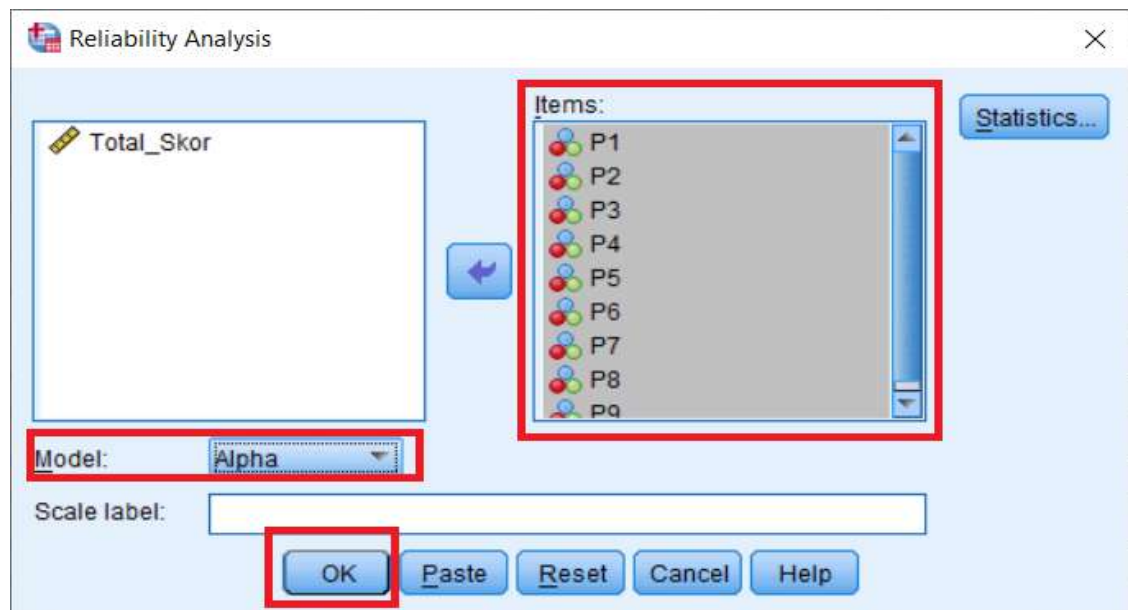 Reliability Analysis
Items:
Statistics...
Total_Skor
P1
P2
P3
P4
P5
P6
P7
P8
P9
Model: Alpha
Scale label:
OK Paste Reset Cancel Help